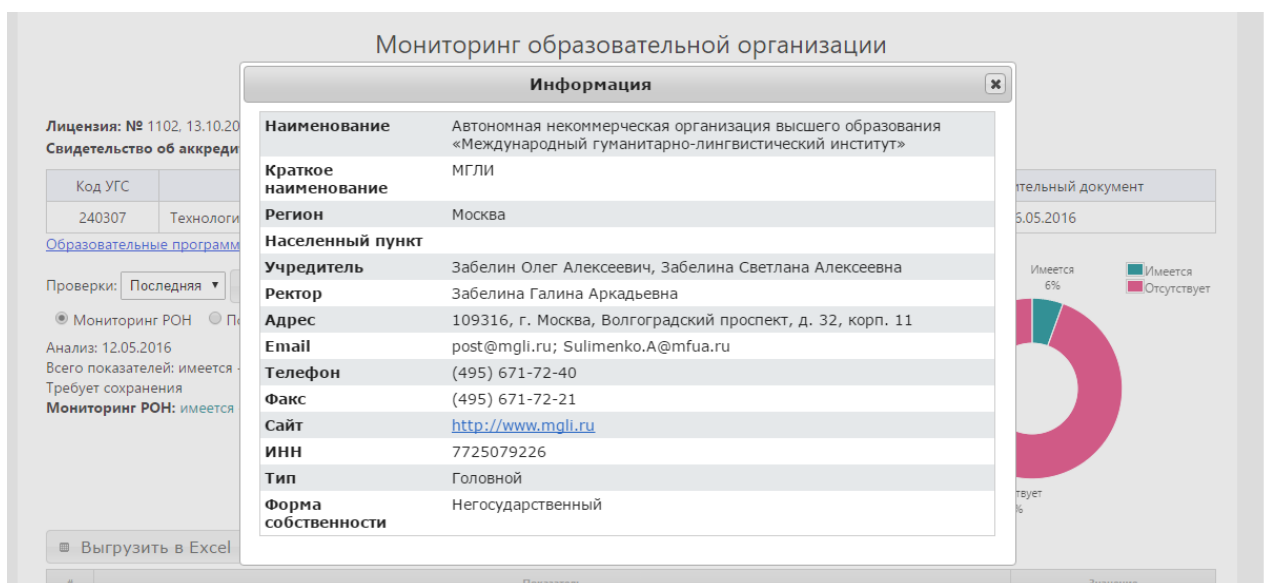 Мониторинг образовательной организации
Информация
Лицензия: № 1102, 13.10.20
Свидетельство об аккреди
Код УГС
тельный документ
240307 Технологи
6.05.2016
Образовательные программ
Проверки: Последняя
Мониторинг РОН
Анализ: 12.05.2016
Всего показателей: имеется -
Требует сохранения
Мониторинг РОН: имеется
Выгрузить в Excel
Наименование Автономная некоммерческая организация высшего образования
«Международный гуманитарно-лингвистический институт»
Краткое МГЛИ
наименование
Регион Москва
Населенный пункт
Учредитель Забелин Олег Алексеевич, Забелина Светлана Алексеевна
Ректор Забелина Галина Аркадьевна
Адрес 109316, г. Москва, Волгоградский проспект, д. 32, корп. 11
Email post@mgli.ru; Sulimenko.A@mfua.ru
Телефон (495) 671-72-40
Факс (495) 671-72-21
Сайт http://www.mgli.ru
ИНН 7725079226
Тип Головной
Форма Негосударственный
собственности
Имеется
6%
Имеется
Отсутствует
твует
%